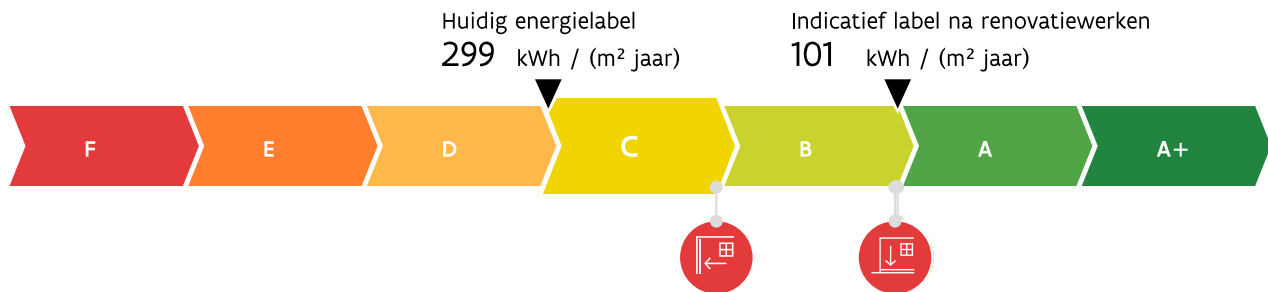 Huidig energielabel
299 kWh / (m² jaar)
Indicatief label na renovatiewerken
101 kWh / (m² jaar)
F E D C B A A+